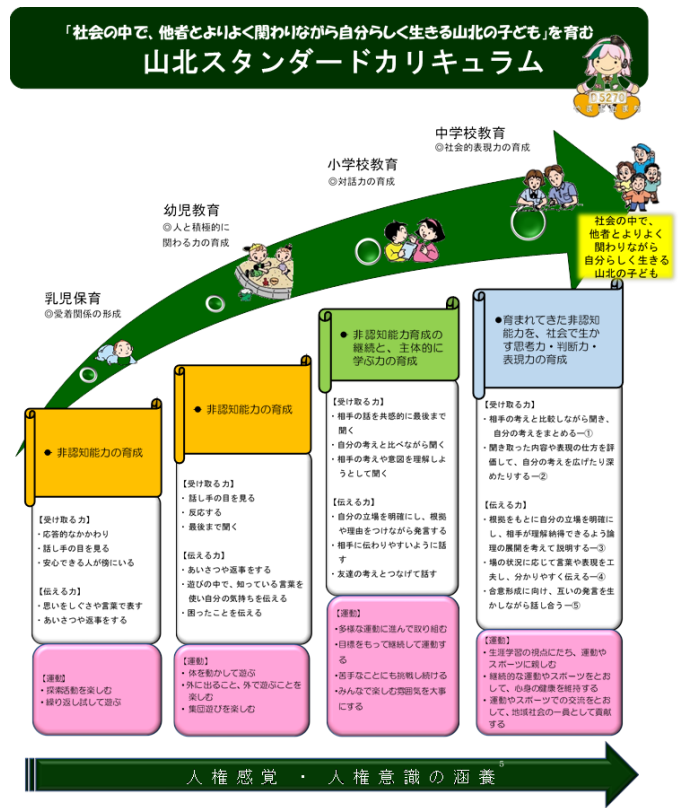 「社会の中で、他者とよりよく関わりながら自分らしく生きる山北の子ども」を育む
山北スタンダードカリキュラム
D5270
中学校教育
◎社会的表現力の育成
小学校教育
◎対話力の育成
幼児教育
◎人と積極的に
関わる力の育成
乳児保育
◎愛着関係の形成
社会の中で、
他者とよりよく
関わりながら
自分らしく生きる
山北の子ども
● 非認知能力の育成
【受け取る力】
・応答的なかかわり
・話し手の目を見る
・安心できる人が傍にいる
【伝える力】
・思いをしぐさや言葉で表す
・あいさつや返事をする
【運動】
・探索活動を楽しむ
・繰り返し試して遊ぶ
● 非認知能力の育成
【受け取る力】
・話し手の目を見る
・反応する
・最後まで聞く
【伝える力】
・あいさつや返事をする
・遊びの中で、知っている言葉を
使い自分の気持ちを伝える
・困ったことを伝える
【運動】
・体を動かして遊ぶ
・外に出ること、外で遊ぶことを
楽しむ
・集団遊びを楽しむ
● 非認知能力育成の
継続と、主体的に
学ぶ力の育成
【受け取る力】
・相手の話を共感的に最後まで
聞く
・自分の考えと比べながら聞く
・相手の考えや意図を理解しよ
うとして聞く
【伝える力】
・自分の立場を明確にし、根拠
や理由をつけながら発言する
・相手に伝わりやすいように話
す
・友達の考えとつなげて話す
【運動】
・多様な運動に進んで取り組む
・目標をもって継続して運動す
る
・苦手なことにも挑戦し続ける
・みんなで楽しむ雰囲気を大事
にする
●育まれてきた非認知
能力を、社会で生か
す思考力・判断力・
表現力の育成
【受け取る力】
・相手の考えと比較しながら聞き、
自分の考えをまとめるー①
・聞き取った内容や表現の仕方を評
価して、自分の考えを広げたり深
めたりするー②
【伝える力】
・根拠をもとに自分の立場を明確に
し、相手が理解納得できるよう論
理の展開を考えて説明するー③
・場の状況に応じて言葉や表現を工
夫し、分かりやすく伝えるー④
・合意形成に向け、互いの発言を生
かしながら話し合うー⑤
【運動】
・生涯学習の視点にたち、運動や
スポーツに親しむ
・継続的な運動やスポーツをとお
して、心身の健康を維持する
・運動やスポーツでの交流をとお
して、地域社会の一員として貢献
する
人権感覚・人権意識の涵養
5